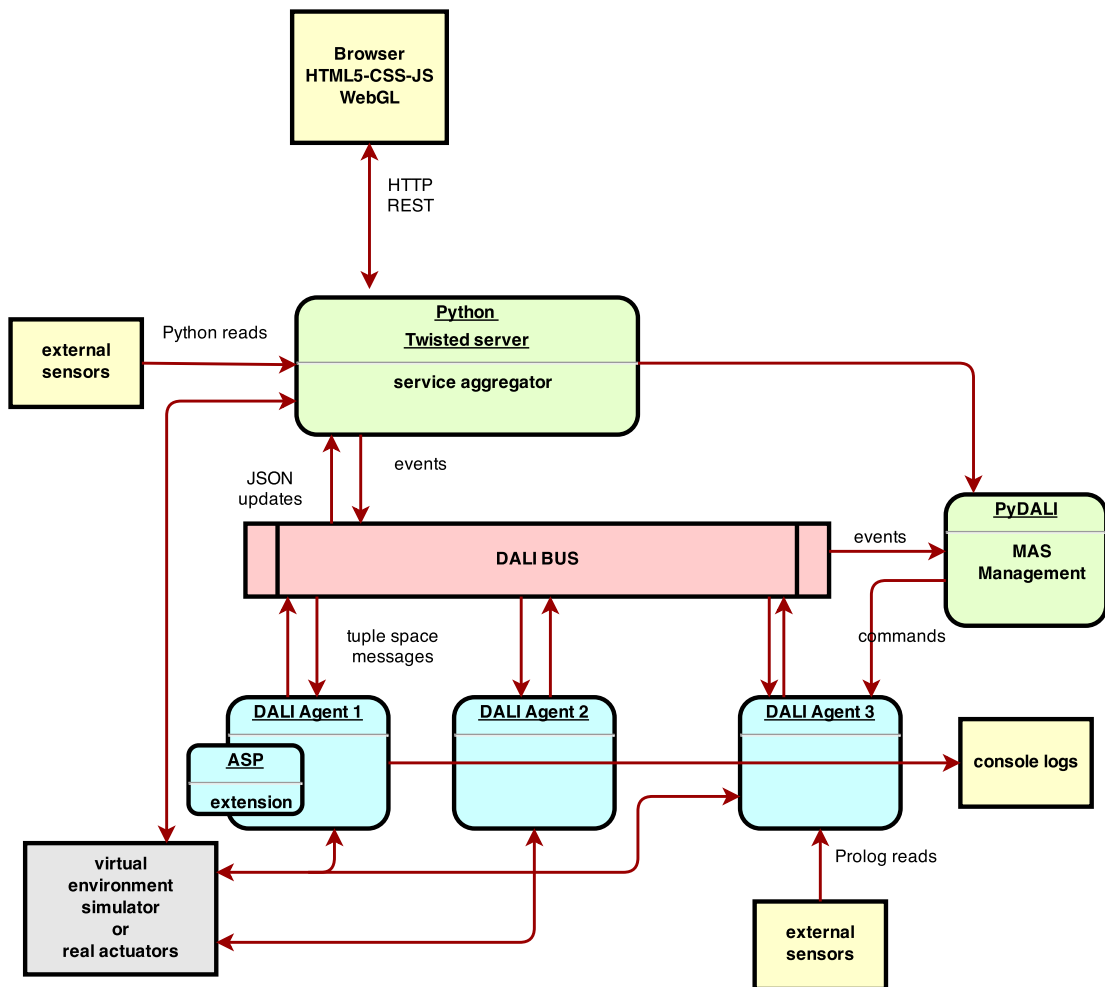 Browser
HTML5-CSS-JS
WebGL
HTTP
REST
Python
Twisted server
service aggregator
Python reads
external
sensors
JSON
updates
events
DALI BUS
events
PyDALI
MAS
Management
commands
tuple space
messages
DALI Agent 1
DALI Agent 2
DALI Agent 3
ASP
extension
console logs
virtual
environment
simulator
or
real actuators
Prolog reads
external
sensors